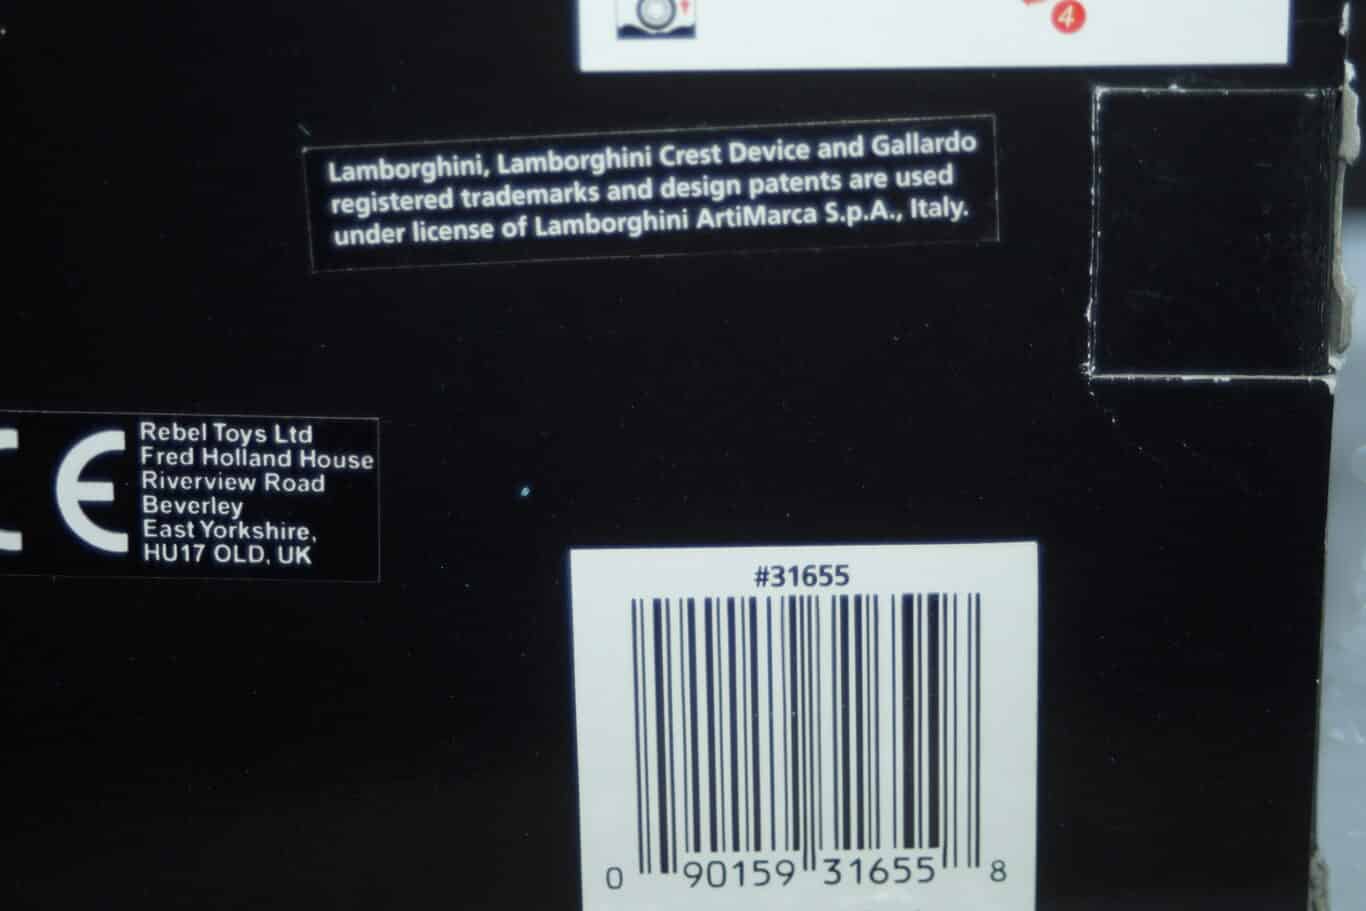 4
Lamborghini, Lamborghini Crest Device and Gallardo
registered trademarks and design patents are used
under license of Lamborghini ArtiMarca S.p.A., Italy.
CE
Rebel Toys Ltd
Fred Holland House
Riverview Road
Beverley
East Yorkshire,
HU17 OLD, UK
#31655
0 90159 31655 8